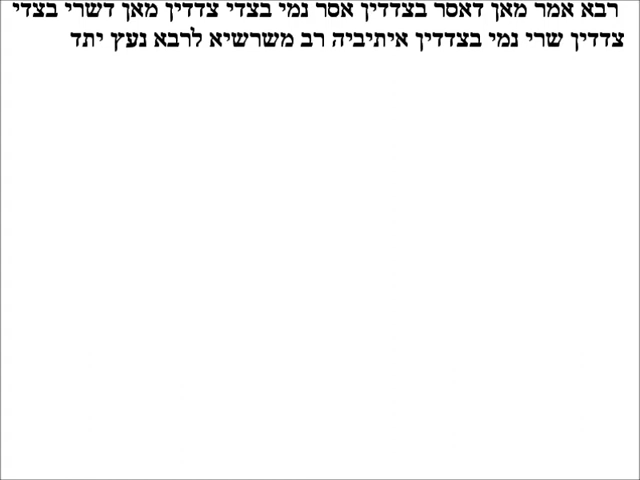 רבא אמר מאן דאסר בצדדין אסר נמי בצדי צדדין מאן דשרי בצדי
צדדין שרי נמי בצדדין איתיביה רב משרשיא לרבא נעץ יתד